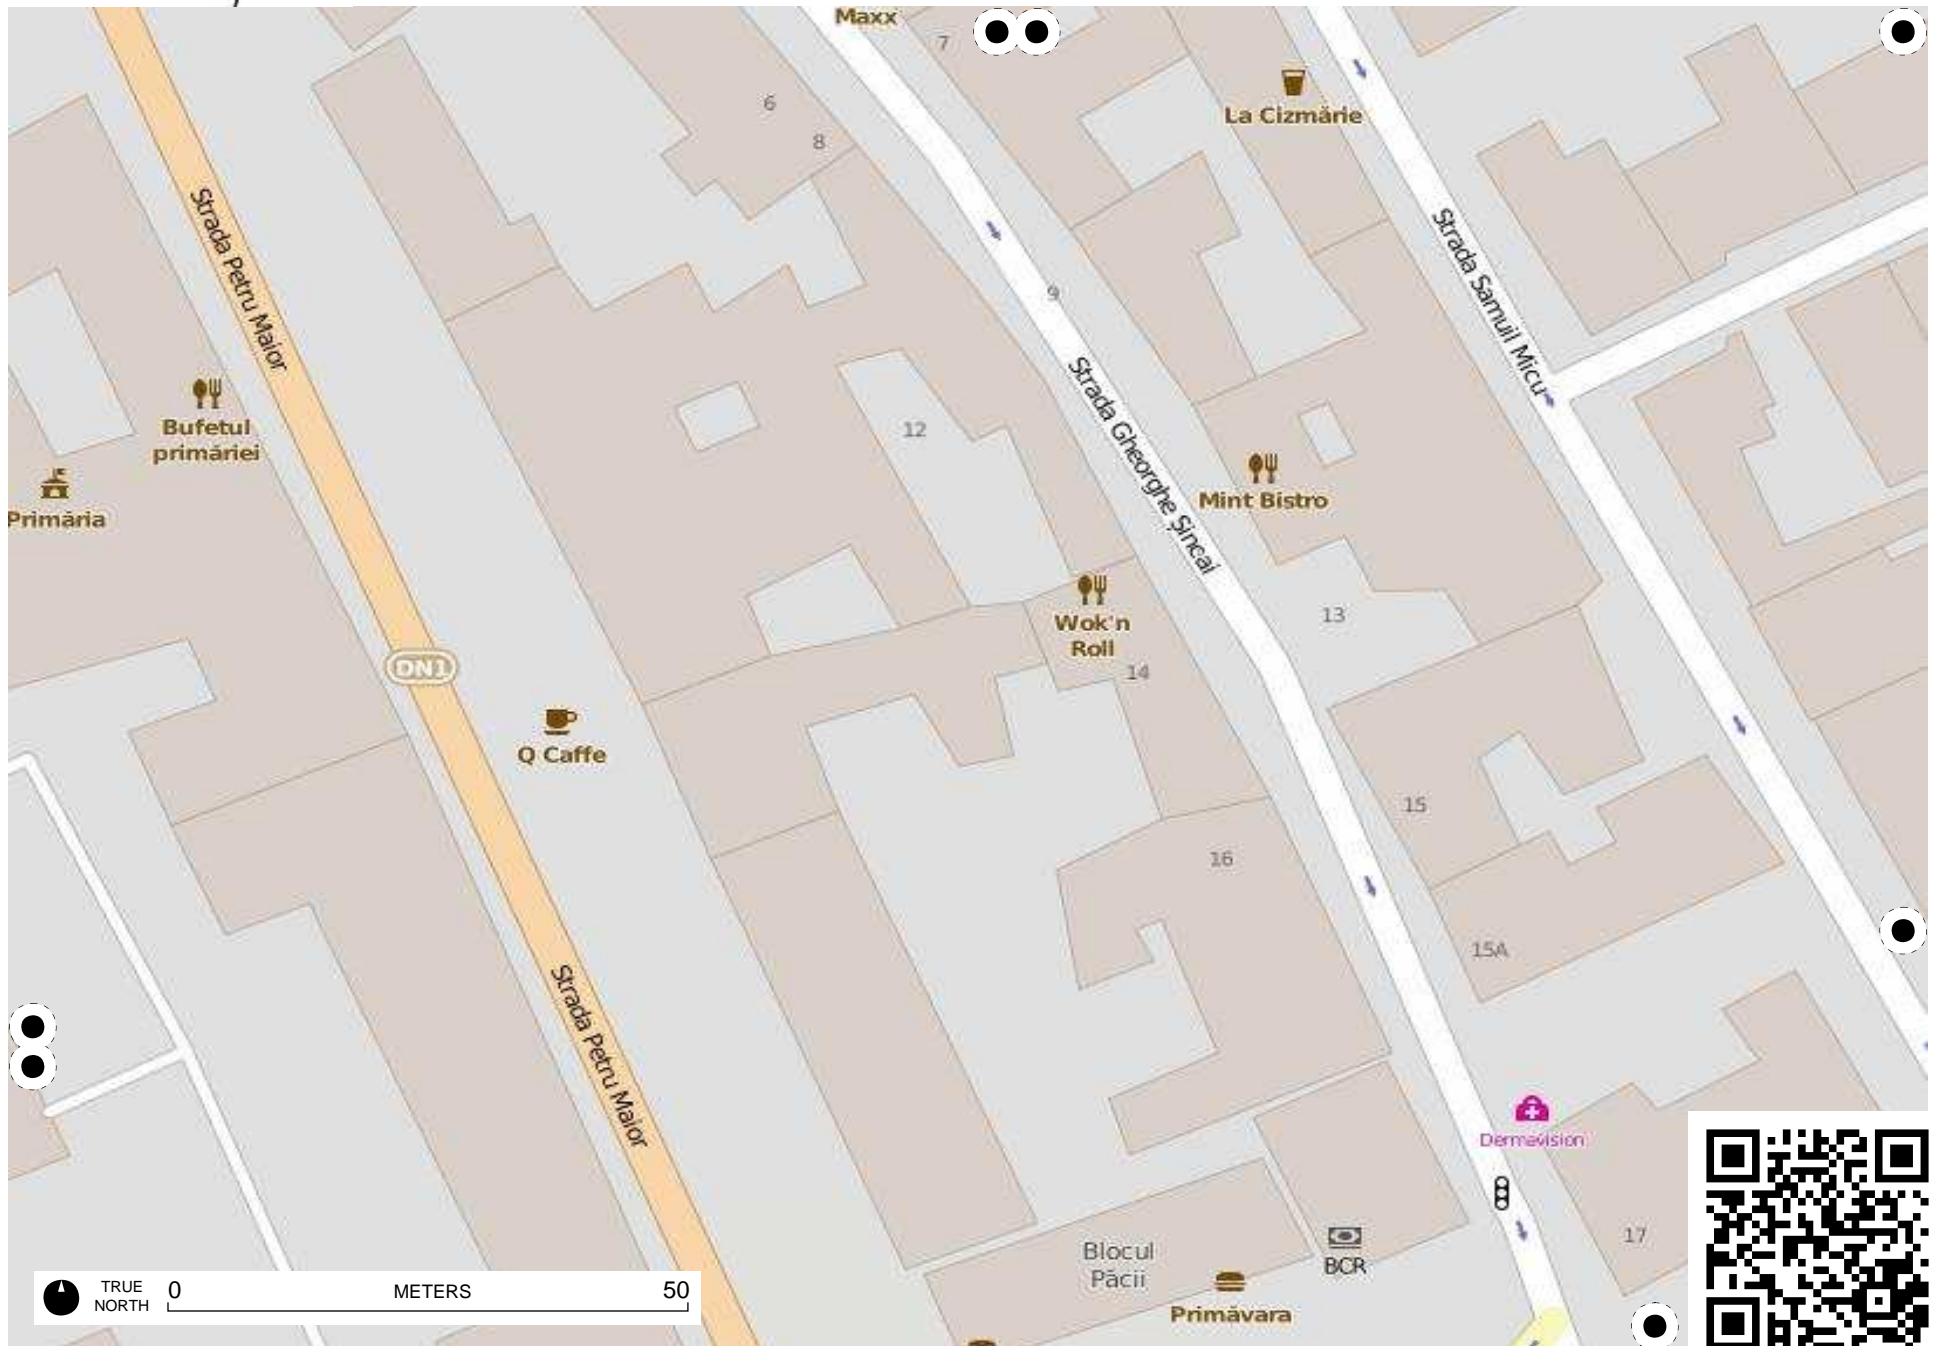 Maxx
7
La Cizmărie
6
8
Strada Petru Maior
Strada Samuil Micu
9
Strada Gheorghe Șincai
Bufetul
primăriei
12
Mint Bistro
Primăria
Wok'n
Roll
13
14
DN1
Q Caffe
15
16
15A
Strada Petru Maior
Dermavision
17
Blocul
Păcii
BCR
Primăvara
TRUE
NORTH
0 METERS 50